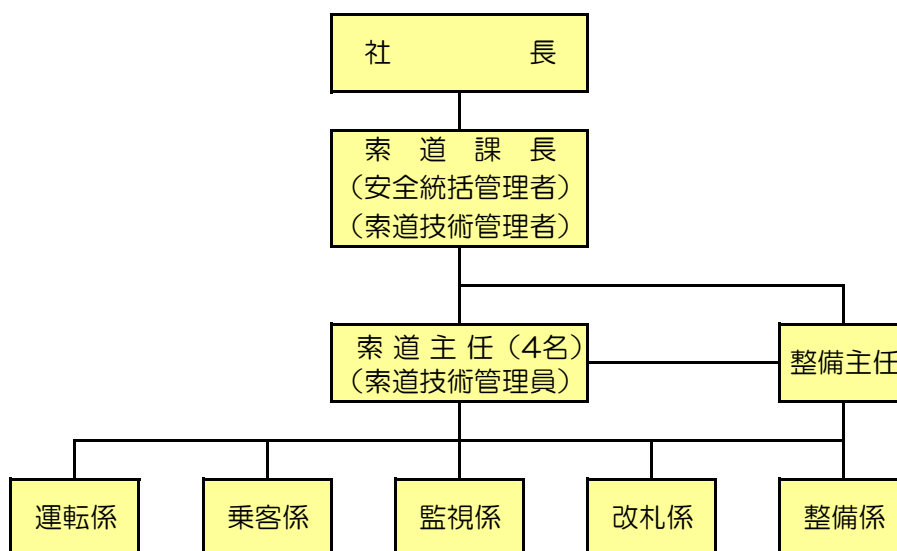 社長
索道課長
（安全統括管理者）
（索道技術管理者）
索道主任（4名）
（索道技術管理員）
整備主任
運転係
乗客係
監視係
改札係
整備係